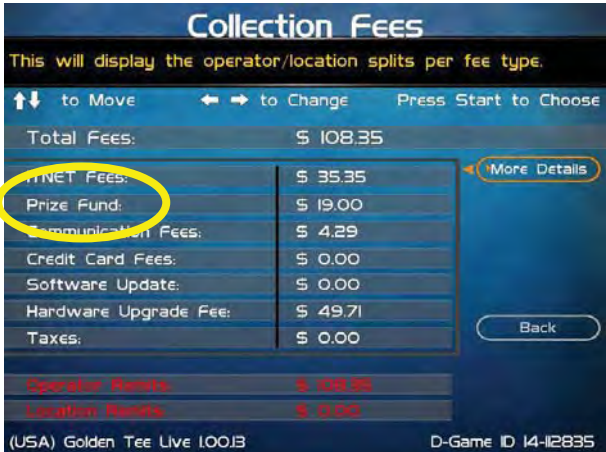 Collection Fees
This will display the operator/location splits per fee type.
to Move to Change Press Start to Choose
Total Fees: $ 108.35
ITNET Fees: $ 35.35
More Details
Prize Fund: $ 19.00
Communication Fees: $ 4.29
Credit Card Fees: $ 0.00
Software Update: $ 0.00
Hardware Upgrade Fee: $ 49.71
Back
Taxes: $ 0.00
Operator Remits: $ 108.35
Location Remits: $ 0.00
(USA) Golden Tee Live 1.00.13 D-Game ID 14-112835